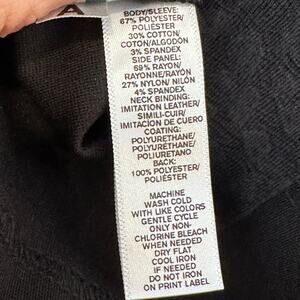 BODY/SLEEVE:
67% POLYESTER/
POLIÉSTER
30% COTTON/
COTON/ALGODÓN
3% SPANDEX
SIDE PANEL:
69% RAYON/
RAYONNE/RAYÓN
27% NYLON/ NILÓN
4% SPANDEX
NECK BINDING:
IMITATION LEATHER/
SIMILI-CUIR/
IMITACION DE CUERO
COATING:
POLYURETHANE/
POLYURÉTHANE/
POLIURETANO
BACK:
100% POLYESTER/
POLIÉSTER
MACHINE
WASH COLD
WITH LIKE COLORS
GENTLE CYCLE
ONLY NON-
CHLORINE BLEACH
WHEN NEEDED
DRY FLAT
COOL IRON
IF NEEDED
DO NOT IRON
ON PRINT LABEL